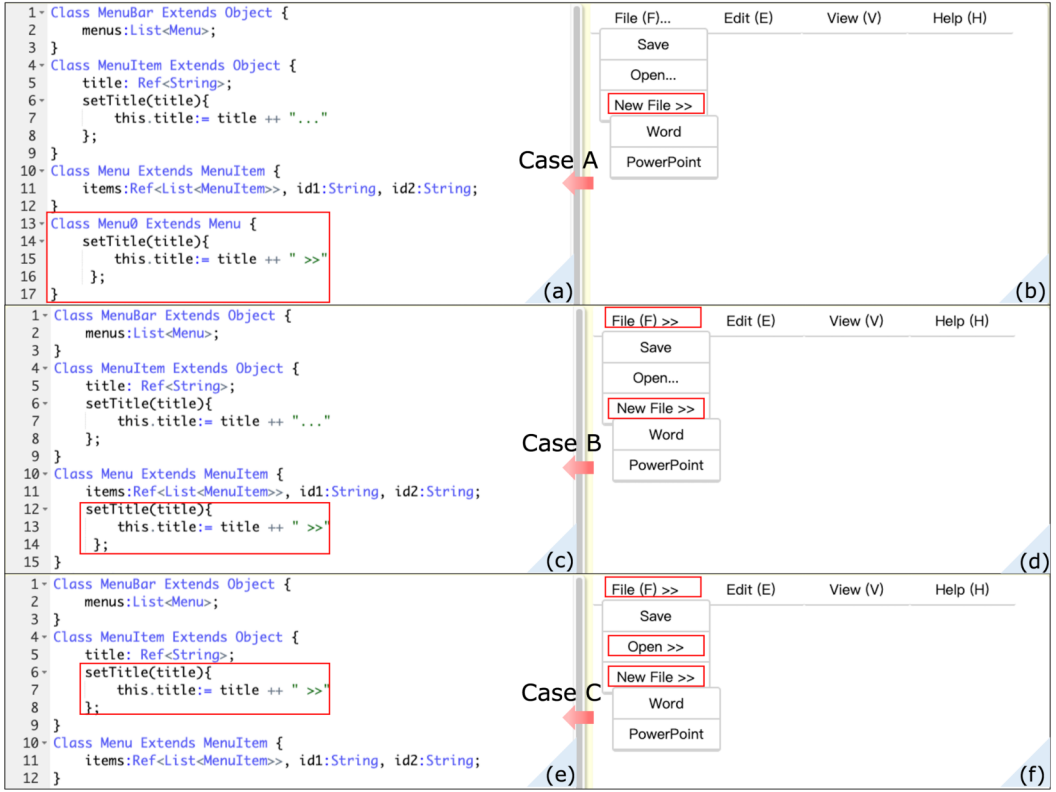 1 Class MenuBar Extends Object {
2 menus:List<Menu>;
3 }
4 Class MenuItem Extends Object {
5 title: Ref<String>;
6 setTitle(title){
7 this.title:= title ++ "..."
8 };
9 }
10 Class Menu Extends MenuItem {
11 items:Ref<List<MenuItem>>, id1:String, id2:String;
12 }
13 Class Menu0 Extends Menu {
14 setTitle(title){
15 this.title:= title ++ " >>"
16 };
17 }
(a)
Case A
File (F)... Edit (E) View (V) Help (H)
Save
Open...
New File >>
Word
PowerPoint
(b)
1 Class MenuBar Extends Object {
2 menus:List<Menu>;
3 }
4 Class MenuItem Extends Object {
5 title: Ref<String>;
6 setTitle(title){
7 this.title:= title ++ "..."
8 };
9 }
10 Class Menu Extends MenuItem {
11 items:Ref<List<MenuItem>>, id1:String, id2:String;
12 setTitle(title){
13 this.title:= title ++ " >>"
14 };
15 }
(c)
Case B
File (F) >> Edit (E) View (V) Help (H)
Save
Open...
New File >>
Word
PowerPoint
(d)
1 Class MenuBar Extends Object {
2 menus:List<Menu>;
3 }
4 Class MenuItem Extends Object {
5 title: Ref<String>;
6 setTitle(title){
7 this.title:= title ++ " >>"
8 };
9 }
10 Class Menu Extends MenuItem {
11 items:Ref<List<MenuItem>>, id1:String, id2:String;
12 }
(e)
Case C
File (F) >> Edit (E) View (V) Help (H)
Save
Open >>
New File >>
Word
PowerPoint
(f)